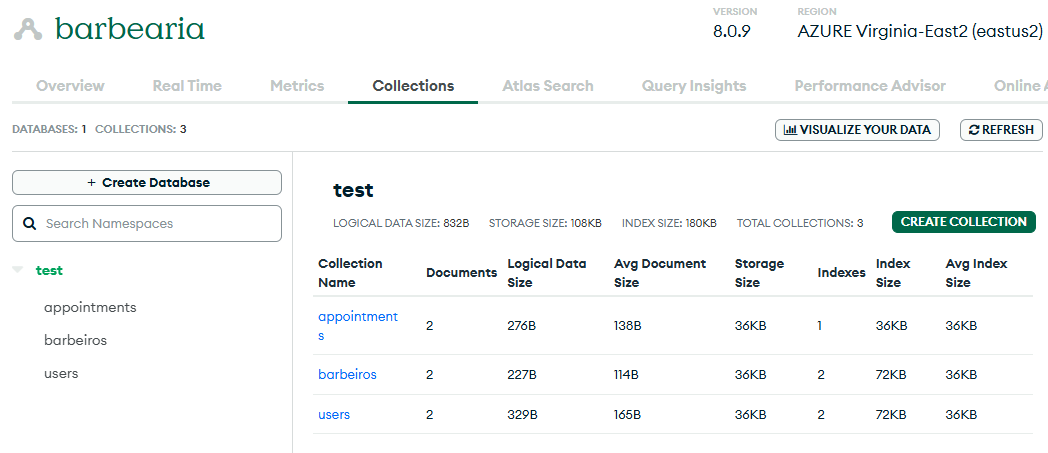 VERSION REGION
barbearia 8.0.9 AZURE Virginia-East2 (eastus2)
Overview Real Time Metrics Collections Atlas Search Query Insights Performance Advisor Online A
DATABASES: 1 COLLECTIONS: 3 VISUALIZE YOUR DATA REFRESH
+ Create Database
Search Namespaces
test
appointments
barbeiros
users
test
LOGICAL DATA SIZE: 832B STORAGE SIZE: 108KB INDEX SIZE: 180KB TOTAL COLLECTIONS: 3 CREATE COLLECTION
Collection Name Documents Logical Data Size Avg Document Size Storage Size Indexes Index Size Avg Index Size
appointments 2 276B 138B 36KB 1 36KB 36KB
barbeiros 2 227B 114B 36KB 2 72KB 36KB
users 2 329B 165B 36KB 2 72KB 36KB